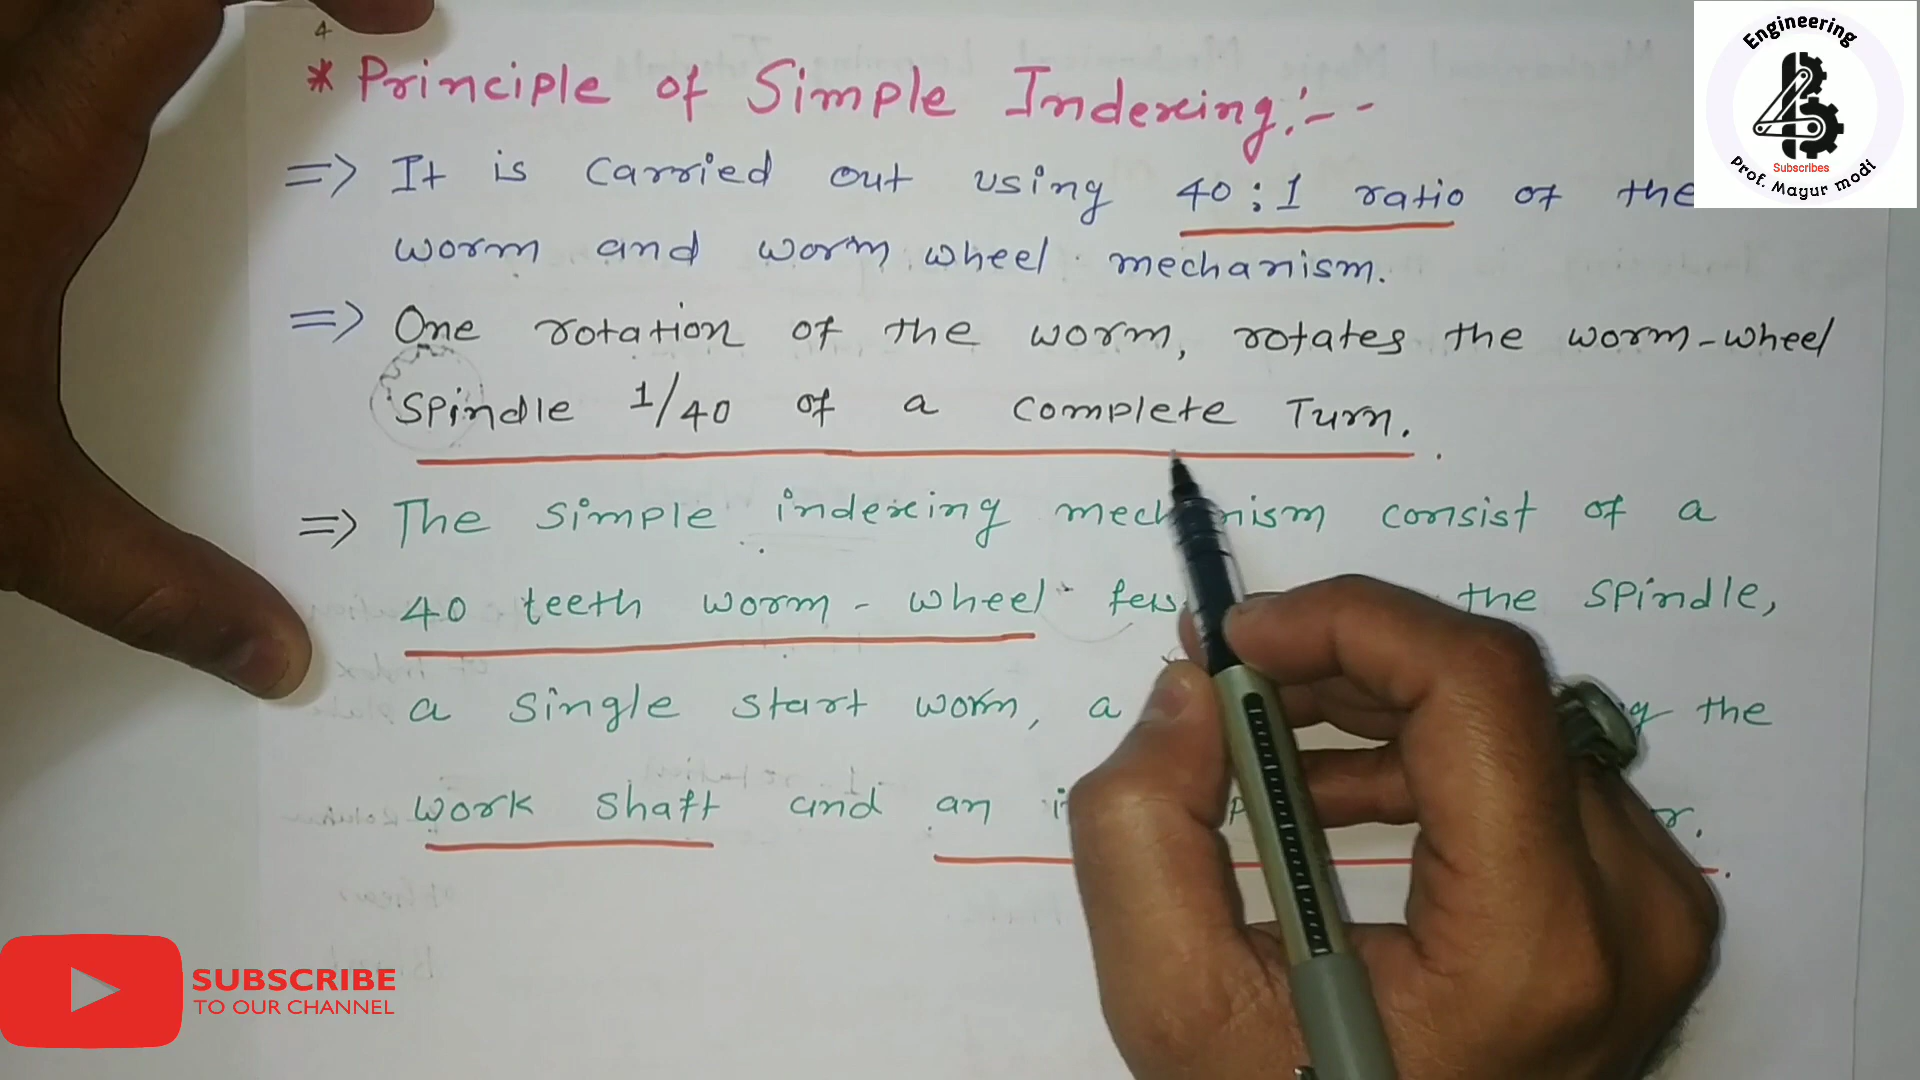 4
* Principle of Simple Indexing:--
=> It is carried out using 40:1 ratio of the
worm and worm wheel mechanism.
=> One rotation of the worm, rotates the worm-wheel
Spindle 1/40 of a complete Turn.
=> The simple indexing mechanism consist of a
40 teeth worm-wheel the spindle,
a single start worm, a the
work shaft and an
Engineering
Subscribes
Prof. Mayur modi
SUBSCRIBE
TO OUR CHANNEL